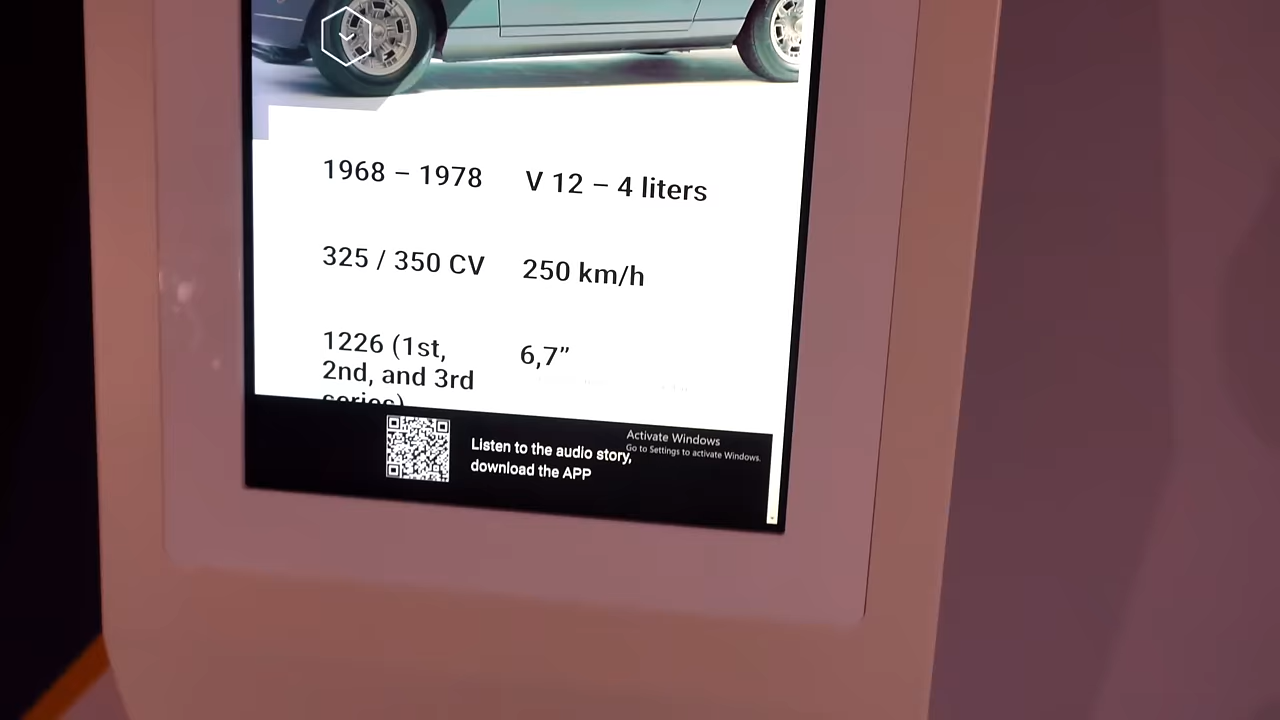 1968 – 1978
V 12 – 4 liters
325 / 350 CV
250 km/h
1226 (1st,
2nd, and 3rd
series)
6,7”
Listen to the audio story,
download the APP
Activate Windows
Go to Settings to activate Windows.